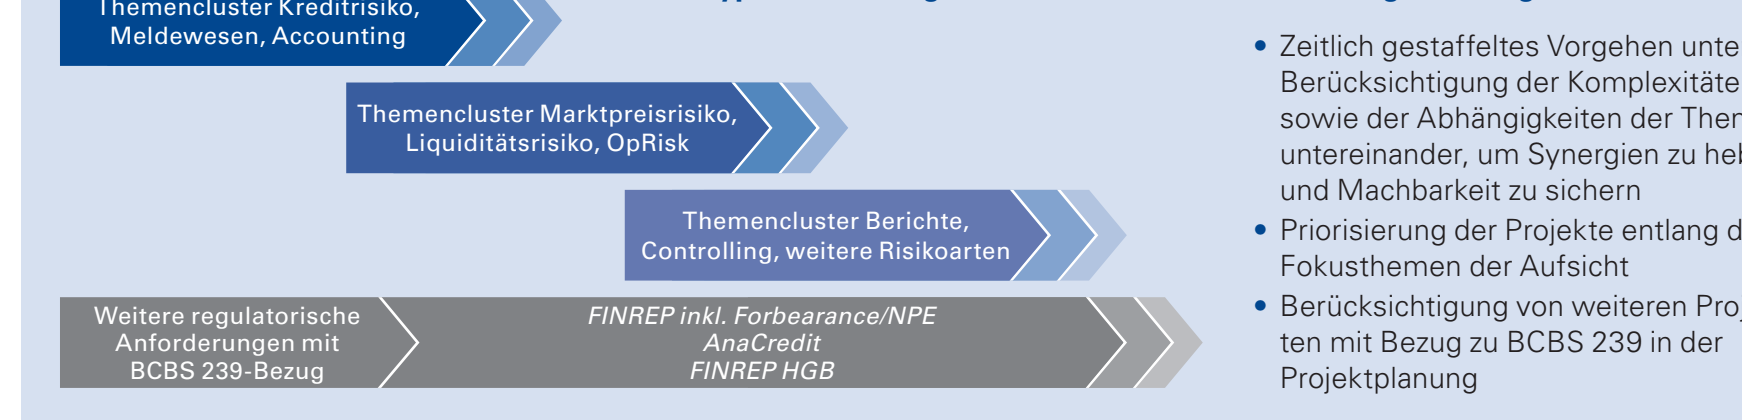 Themencluster Kreditrisiko,
Meldewesen, Accounting
Themencluster Marktpreisrisiko,
Liquiditätsrisiko, OpRisk
Themencluster Berichte,
Controlling, weitere Risikoarten
Weitere regulatorische
Anforderungen mit
BCBS 239-Bezug
FINREP inkl. Forbearance/NPE
AnaCredit
FINREP HGB
• Zeitlich gestaffeltes Vorgehen unte
Berücksichtigung der Komplexitäte
sowie der Abhängigkeiten der
untereinander, um Synergien zu
und Machbarkeit zu sichern
• Priorisierung der Projekte entlang d
Fokusthemen der Aufsicht
• Berücksichtigung von weiteren Proj
ten mit Bezug zu BCBS 239 in der
Projektplanung